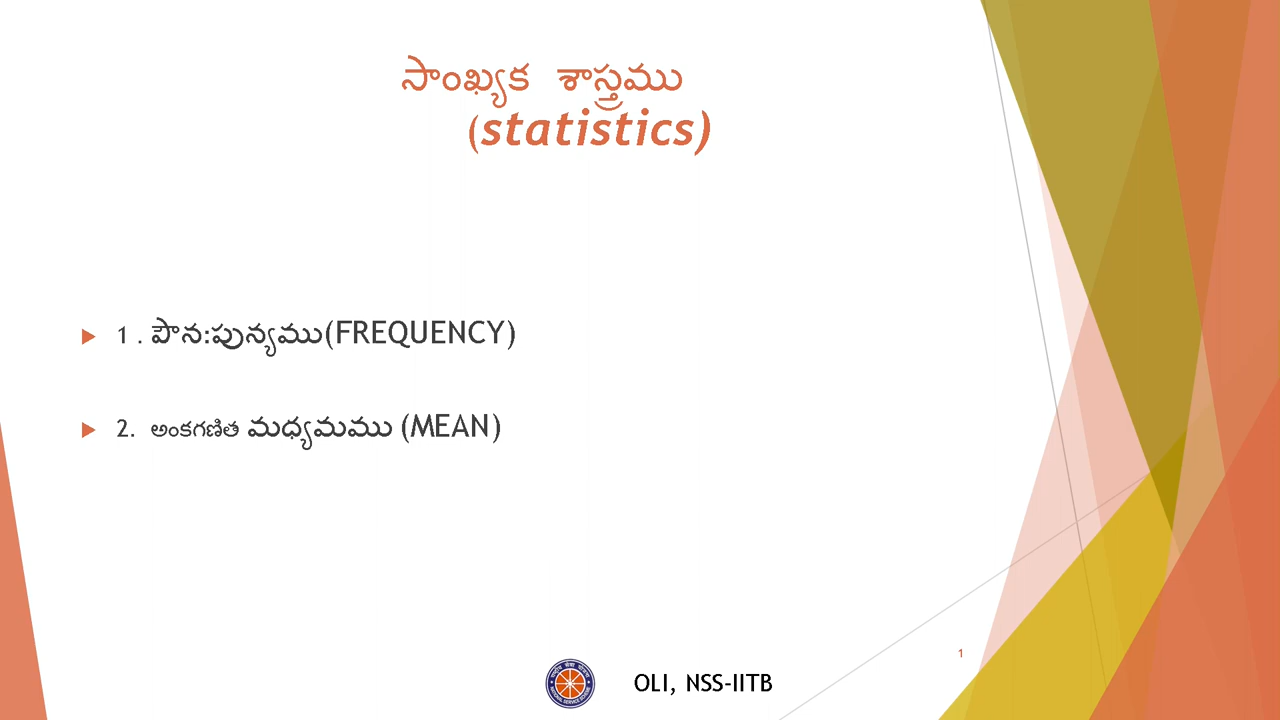 సాంఖ్యక శాస్త్రము
(statistics)
1 . పౌన:పున్యము(FREQUENCY)
2. అంకగణిత మధ్యమము (MEAN)
1
OLI, NSS-IITB